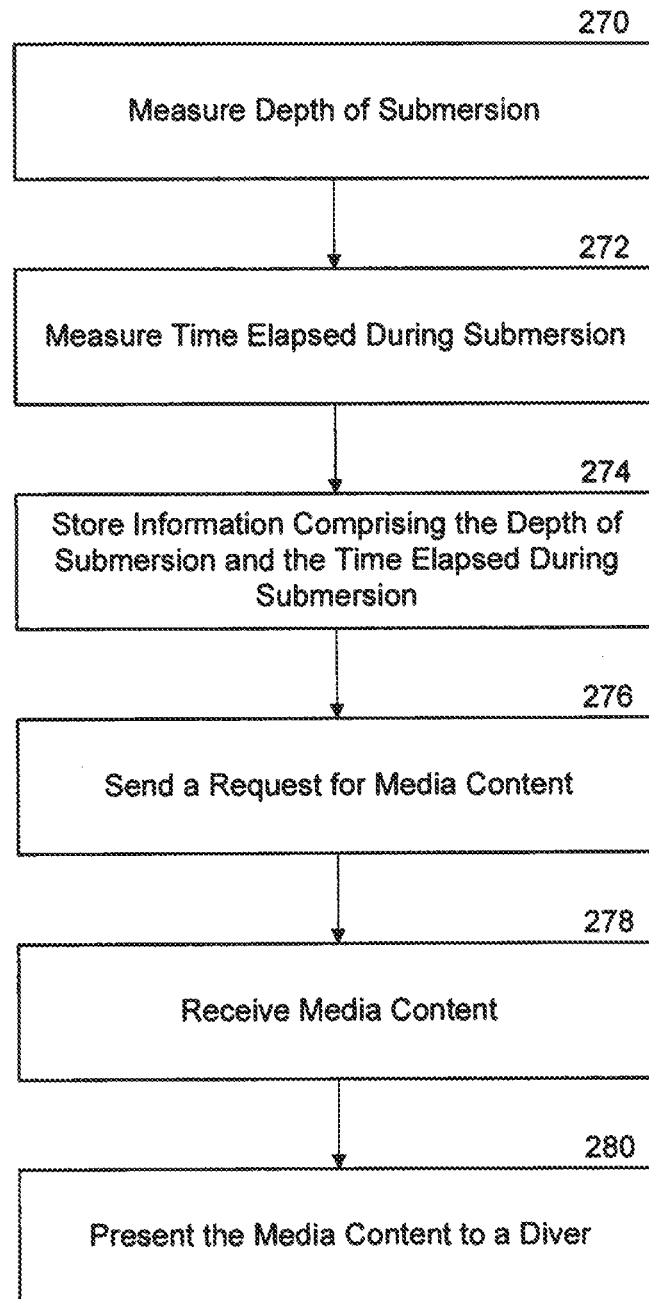 270
Measure Depth of Submersion
272
Measure Time Elapsed During Submersion
274
Store Information Comprising the Depth of
Submersion and the Time Elapsed During
Submersion
276
Send a Request for Media Content
278
Receive Media Content
280
Present the Media Content to a Diver